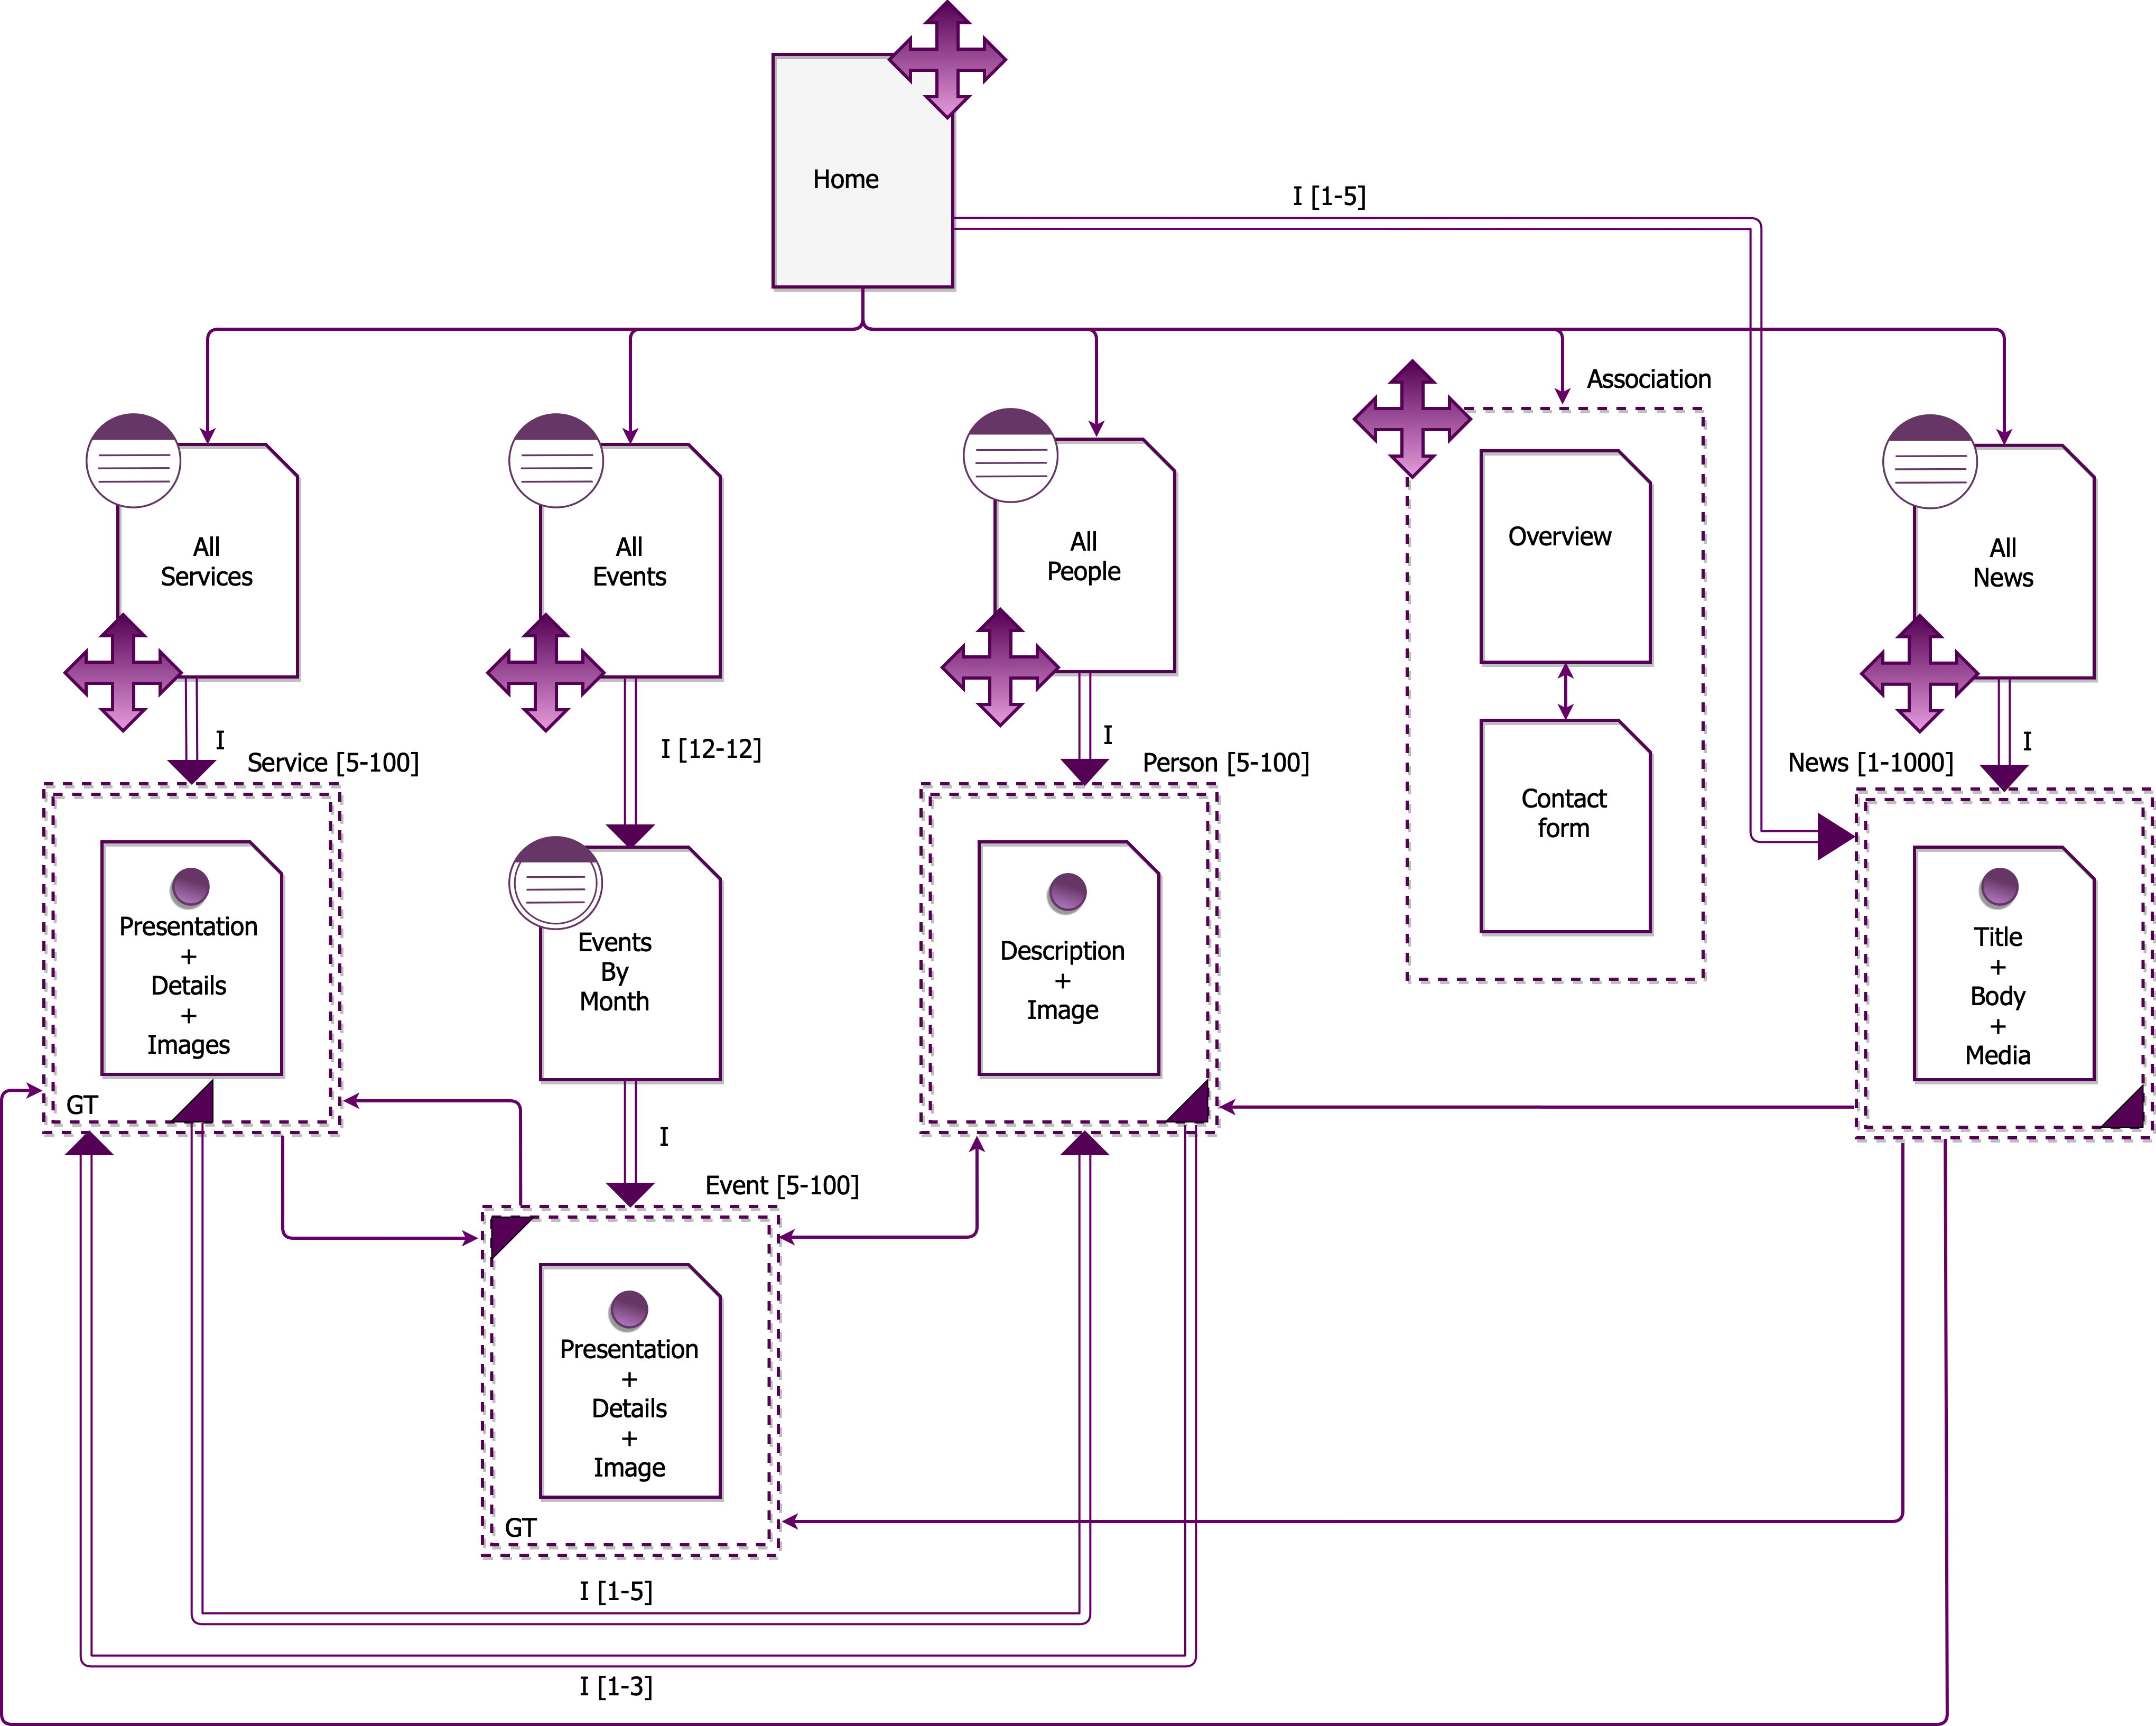 Home
I [1-5]
Association
All
Services
All
Events
All
People
Overview
All
News
I
Service [5-100]
I [12-12]
I
Person [5-100]
Contact
form
I
News [1-1000]
Presentation
+
Details
+
Images
GT
Events
By
Month
Description
+
Image
Title
+
Body
+
Media
I
Event [5-100]
Presentation
+
Details
+
Image
GT
I [1-5]
I [1-3]